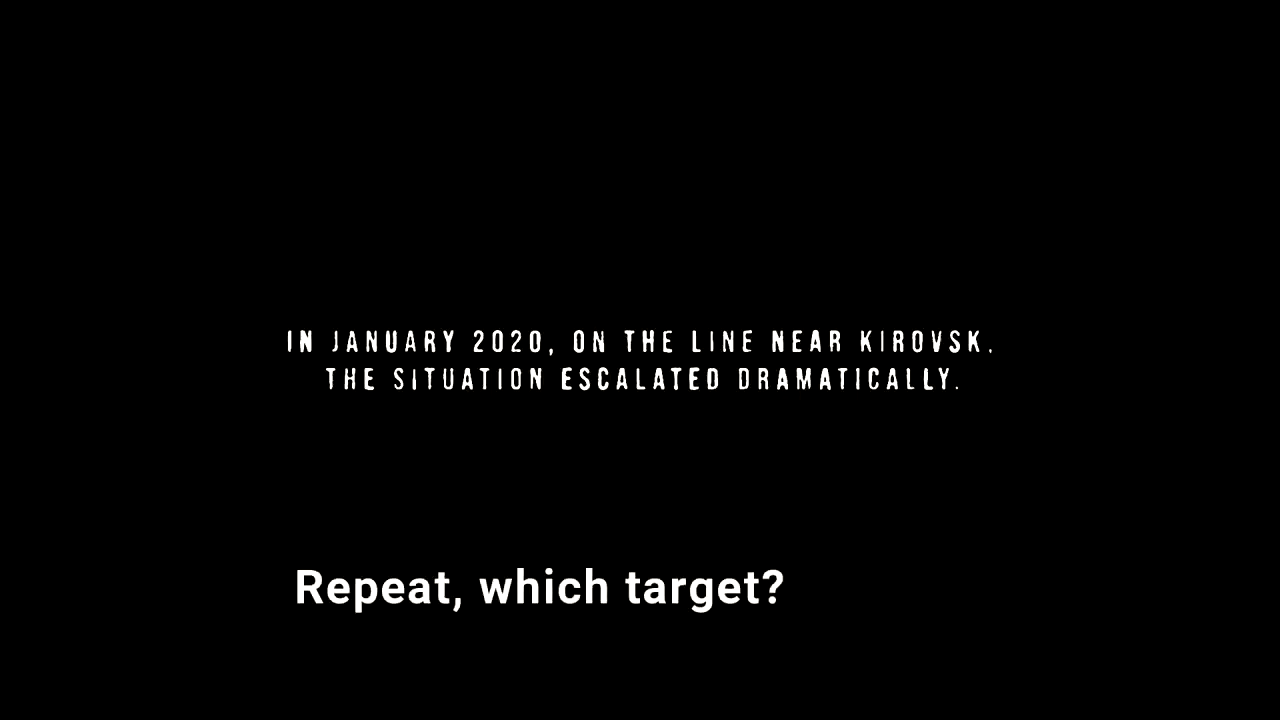 IN JANUARY 2020, ON THE LINE NEAR KIROVSK,
THE SITUATION ESCALATED DRAMATICALLY.
Repeat, which target?